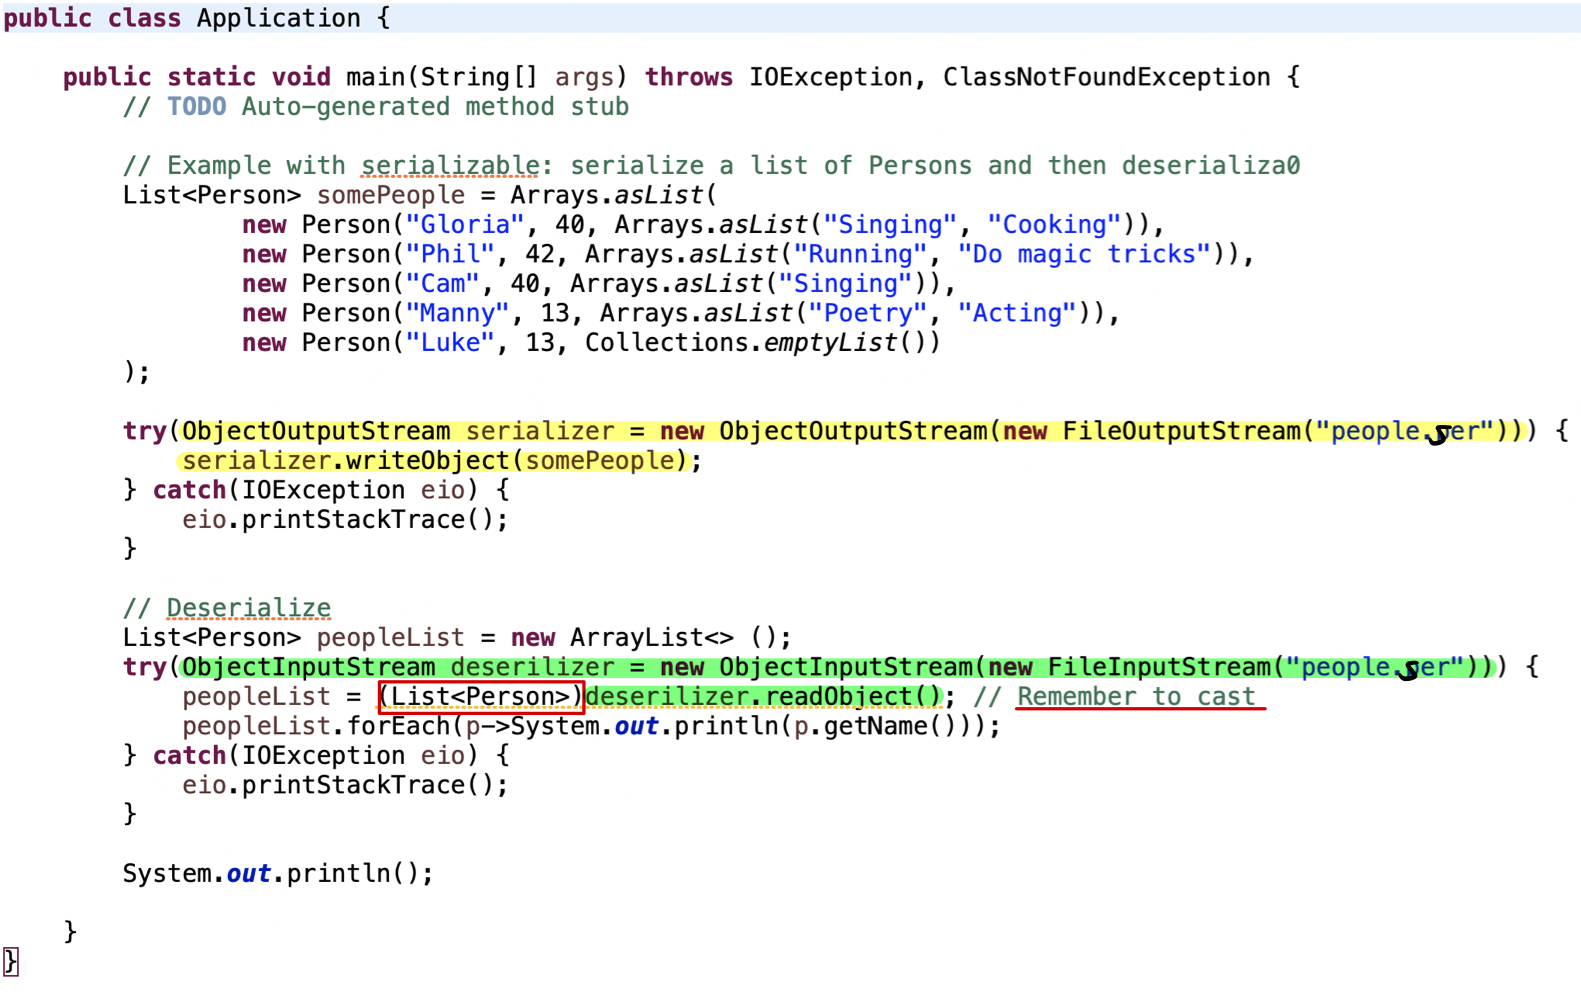 public class Application {
public static void main(String[] args) throws IOException, ClassNotFoundException {
// TODO Auto-generated method stub
// Example with serializable: serialize a list of Persons and then deserializa0
List<Person> somePeople = Arrays.asList(
new Person("Gloria", 40, Arrays.asList("Singing", "Cooking")),
new Person("Phil", 42, Arrays.asList("Running", "Do magic tricks")),
new Person("Cam", 40, Arrays.asList("Singing")),
new Person("Manny", 13, Arrays.asList("Poetry", "Acting")),
new Person("Luke", 13, Collections.emptyList())
);
try(ObjectOutputStream serializer = new ObjectOutputStream(new FileOutputStream("people.ser"))) {
serializer.writeObject(somePeople);
} catch(IOException eio) {
eio.printStackTrace();
}
// Deserialize
List<Person> peopleList = new ArrayList<> ();
try(ObjectInputStream deserilizer = new ObjectInputStream(new FileInputStream("people.ser"))) {
peopleList = (List<Person>)deserilizer.readObject(); // Remember to cast
peopleList.forEach(p->System.out.println(p.getName()));
} catch(IOException eio) {
eio.printStackTrace();
}
System.out.println();
}
}